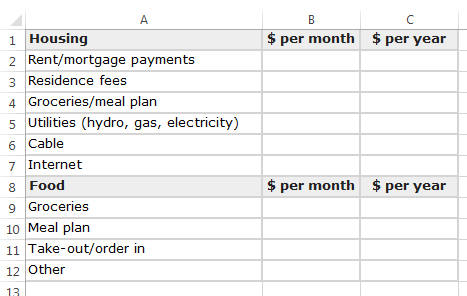 A B C
1 Housing $ per month $ per year
2 Rent/mortgage payments
3 Residence fees
4 Groceries/meal plan
5 Utilities (hydro, gas, electricity)
6 Cable
7 Internet
8 Food $ per month $ per year
9 Groceries
10 Meal plan
11 Take-out/order in
12 Other
13